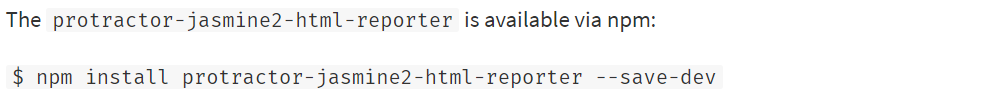 The protractor-jasmine2-html-reporter is available via npm:
$ npm install protractor-jasmine2-html-reporter --save-dev